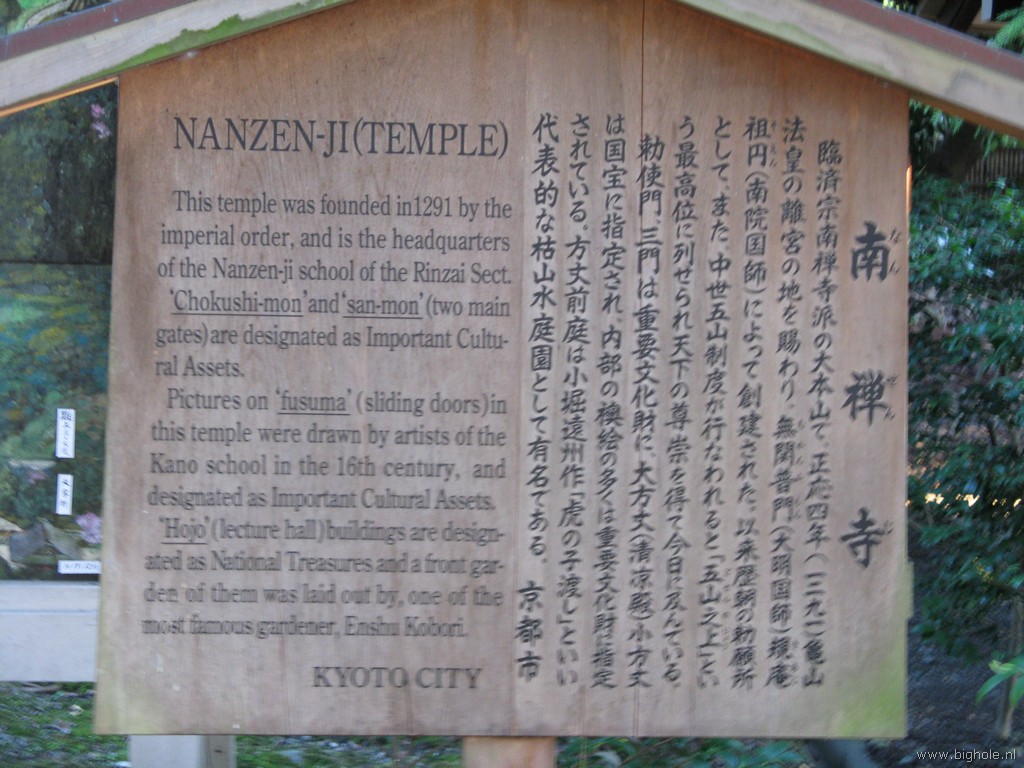 NANZEN-JI(TEMPLE)
This temple was founded in1291 by the
imperial order, and is the headquarters
of the Nanzen-ji school of the Rinzai Sect.
'Chokushi-mon' and 'san-mon' (two main
gates) are designated as Important Cultu-
ral Assets.
Pictures on 'fusuma' (sliding doors) in
this temple were drawn by artists of the
Kano school in the 16th century, and
designated as Important Cultural Assets.
'Hojo' (lecture hall) buildings are design-
ated as National Treasures and a front gar-
den of them was laid out by, one of the
most famous gardener, Enshu Kobori.
KYOTO CITY
南禅寺
なんぜんじ
臨済宗南禅寺派の大本山で、正応四年(一二九一)亀山
法皇の離宮の地を賜わり、無関普門(大明国師)規庵
祖円(南院国師)によって創建された。以来歴朝の勅願所
として、また、中世五山制度が行なわれると「五山之上」とい
う最高位に列せられ天下の尊崇を得て今日に及んでいる。
勅使門、三門は重要文化財に、大方丈(清凉殿)小方丈
は国宝に指定され、内部の襖絵の多くは重要文化財に指定
されている。方丈前庭は小堀遠州作「虎の子渡し」といい
代表的な枯山水庭園として有名である。
京都市
www.bighole.nl